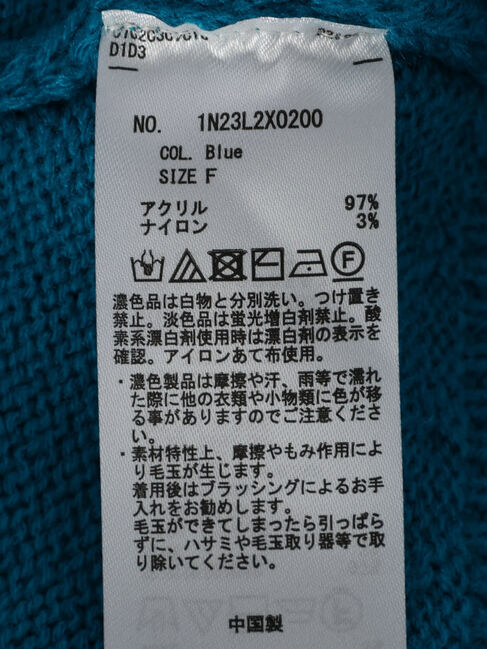 D1D3
NO. 1N23L2X0200
COL. Blue
SIZE F
アクリル 97%
ナイロン 3%
濃色品は白物と分別洗い。つけ置き
禁止。淡色品は蛍光増白剤禁止。酸
素系漂白剤使用時は漂白剤の表示を
確認。アイロンあて布使用。
・濃色製品は摩擦や汗、雨等で濡れ
た際に他の衣類や小物類に色が移
る事がありますのでご注意くださ
い。
・素材特性上、摩擦やもみ作用によ
り毛玉が生じます。
着用後はブラッシングによるお手
入れをお勧めします。
毛玉ができてしまったら引っぱら
ずに、ハサミや毛玉取り器等で取
り除いてください。
中国製